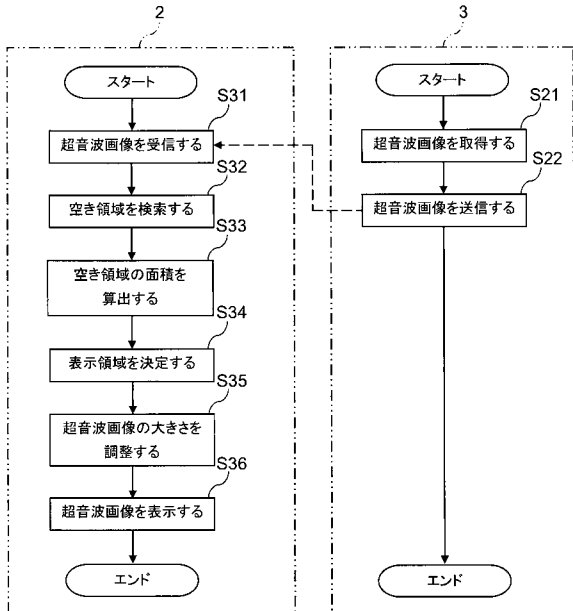 2
スタート
S31
超音波画像を受信する
S32
空き領域を検索する
S33
空き領域の面積を
算出する
S34
表示領域を決定する
S35
超音波画像の大きさを
調整する
S36
超音波画像を表示する
エンド
3
スタート
S21
超音波画像を取得する
S22
超音波画像を送信する
エンド